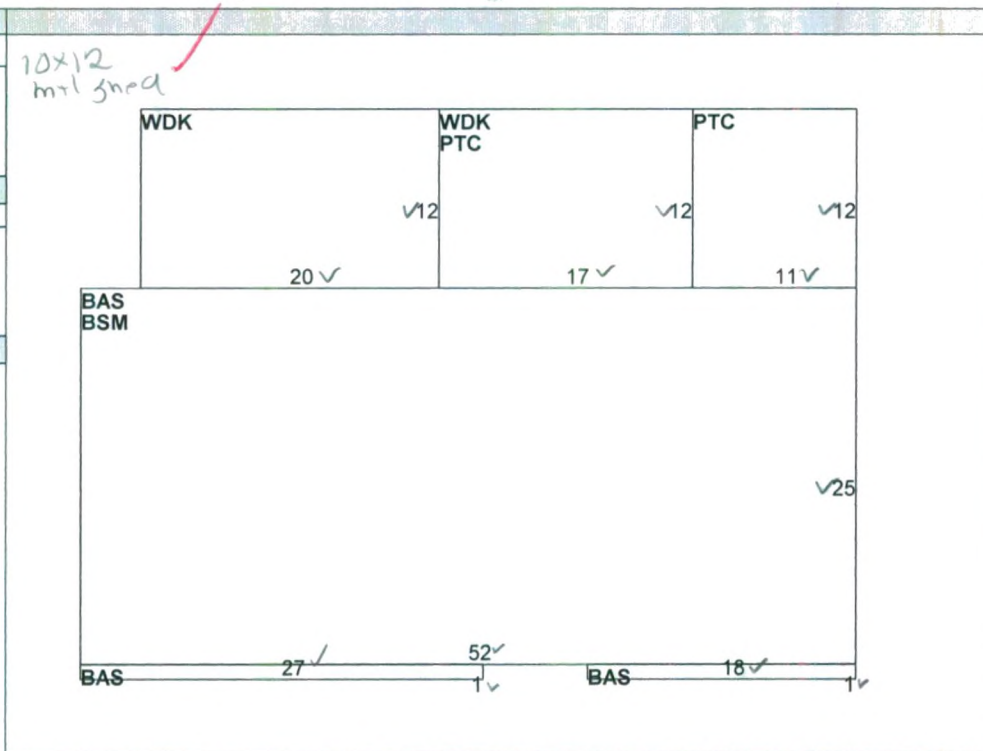 10x12
mtl shed
WDK
WDK
PTC
PTC
12
12
12
20
17
11
BAS
BSM
25
52
27
18
BAS
1
BAS
1